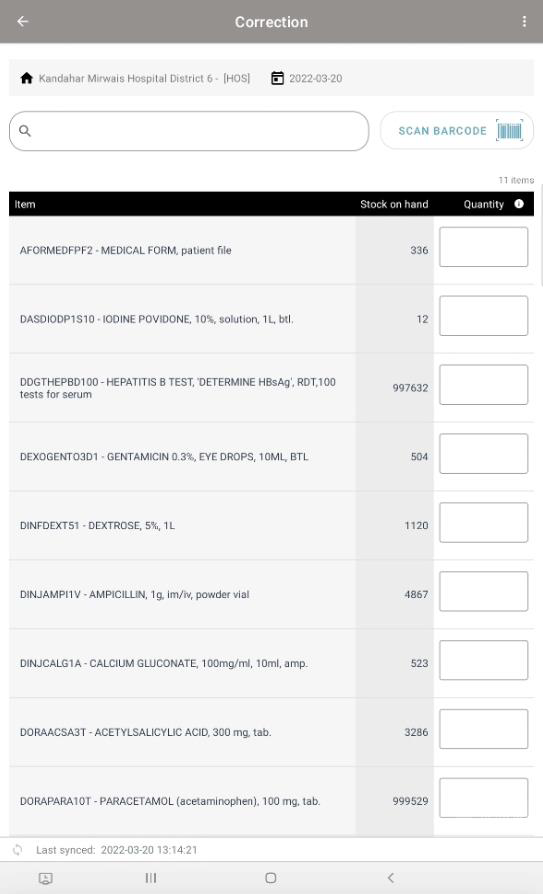 Correction
Kandahar Mirwais Hospital District 6 - [HOS] 2022-03-20
SCAN BARCODE
11 items
Item Stock on hand Quantity
AFORMEDFPF2 - MEDICAL FORM, patient file 336
DASDIODP1S10 - IODINE POVIDONE, 10%, solution, 1L, btl. 12
DDGTHEPBD100 - HEPATITIS B TEST, 'DETERMINE HBsAg', RDT,100
tests for serum 997632
DEXOGENTO3D1 - GENTAMICIN 0.3%, EYE DROPS, 10ML, BTL 504
DINFDEXT51 - DEXTROSE, 5%, 1L 1120
DINJAMPI1V - AMPICILLIN, 1g, im/iv, powder vial 4867
DINJCALG1A - CALCIUM GLUCONATE, 100mg/ml, 10ml, amp. 523
DORAACSA3T - ACETYLSALICYLIC ACID, 300 mg, tab. 3286
DORAPARA10T - PARACETAMOL (acetaminophen), 100 mg, tab. 999529
Last synced: 2022-03-20 13:14:21